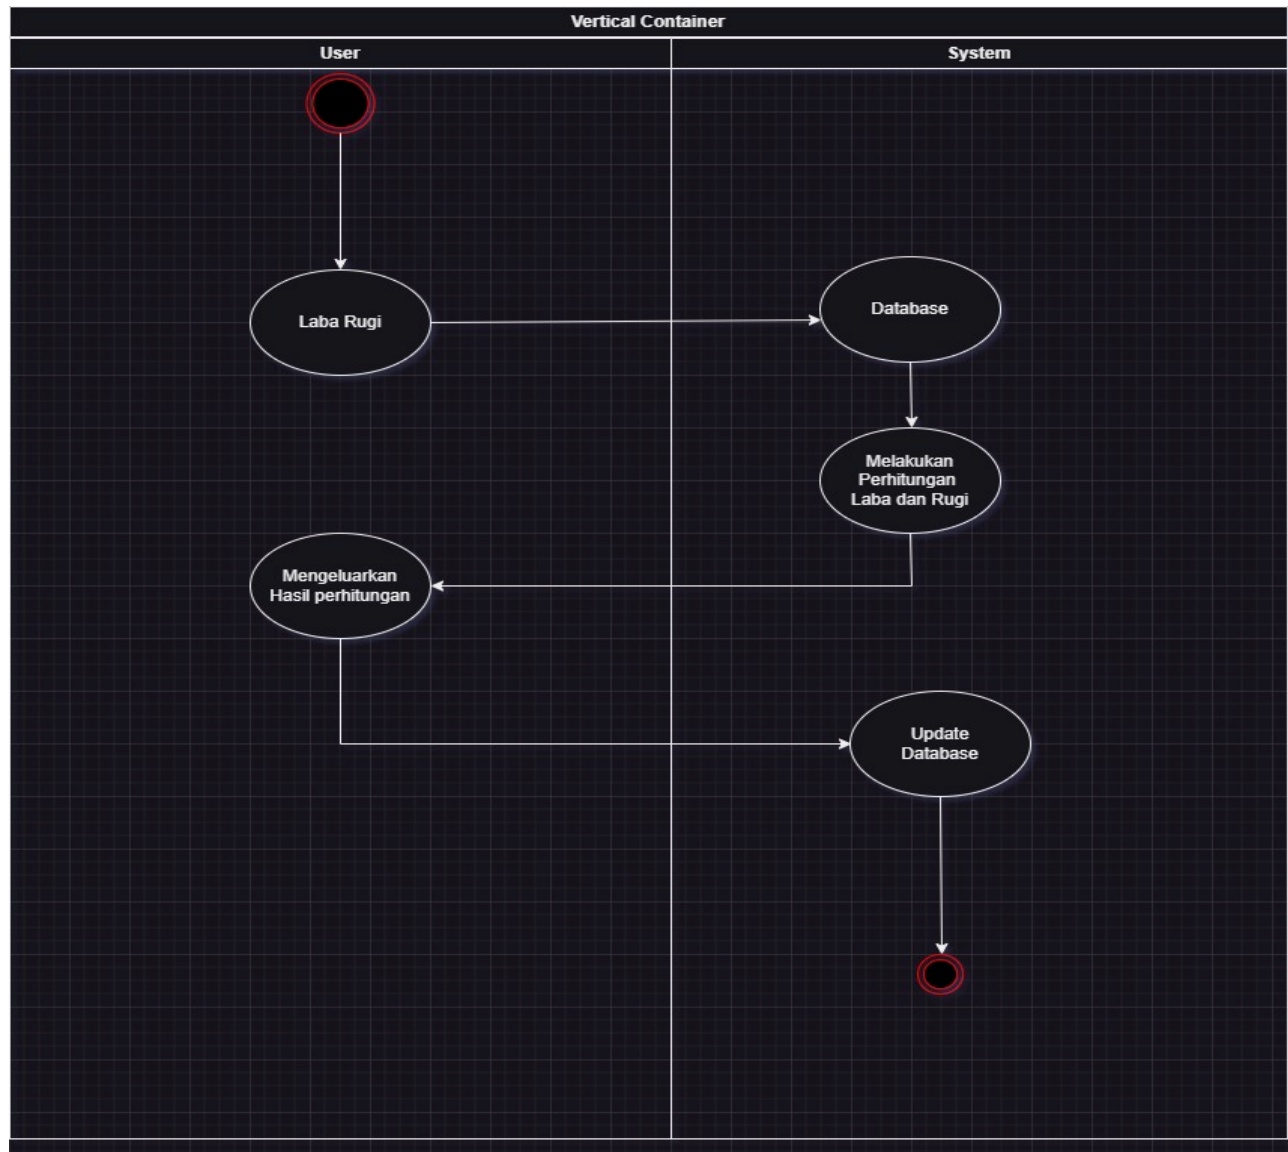 Vertical Container
User
System
Laba Rugi
Database
Melakukan
Perhitungan
Laba dan Rugi
Mengeluarkan
Hasil perhitungan
Update
Database